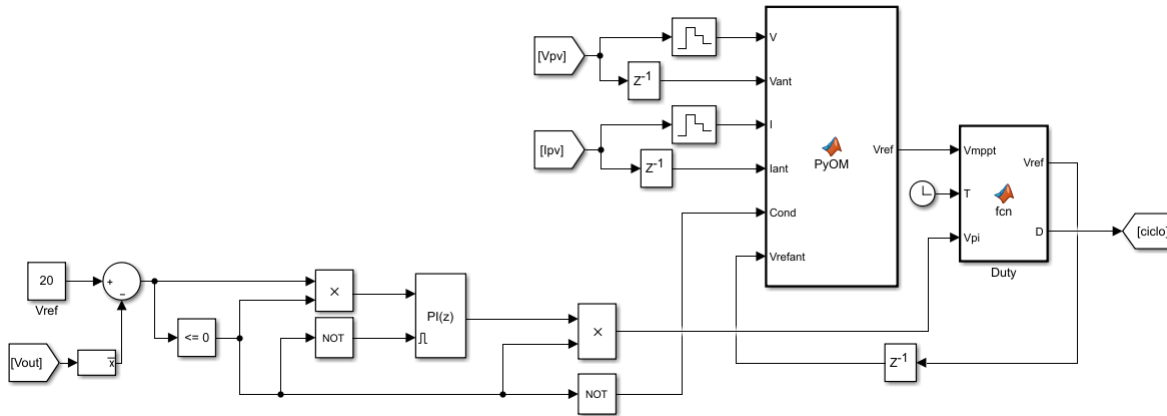 [Vpv]
Z-1
[Ipv]
Z-1
V
Vant
I
Iant
Cond
Vrefant
PyOM
Vref
Vmppt
T
Vpi
fcn
Vref
D
Duty
[ciclo]
20
Vref
+
−
[Vout]
x
<= 0
×
NOT
PI(z)
×
NOT
Z-1